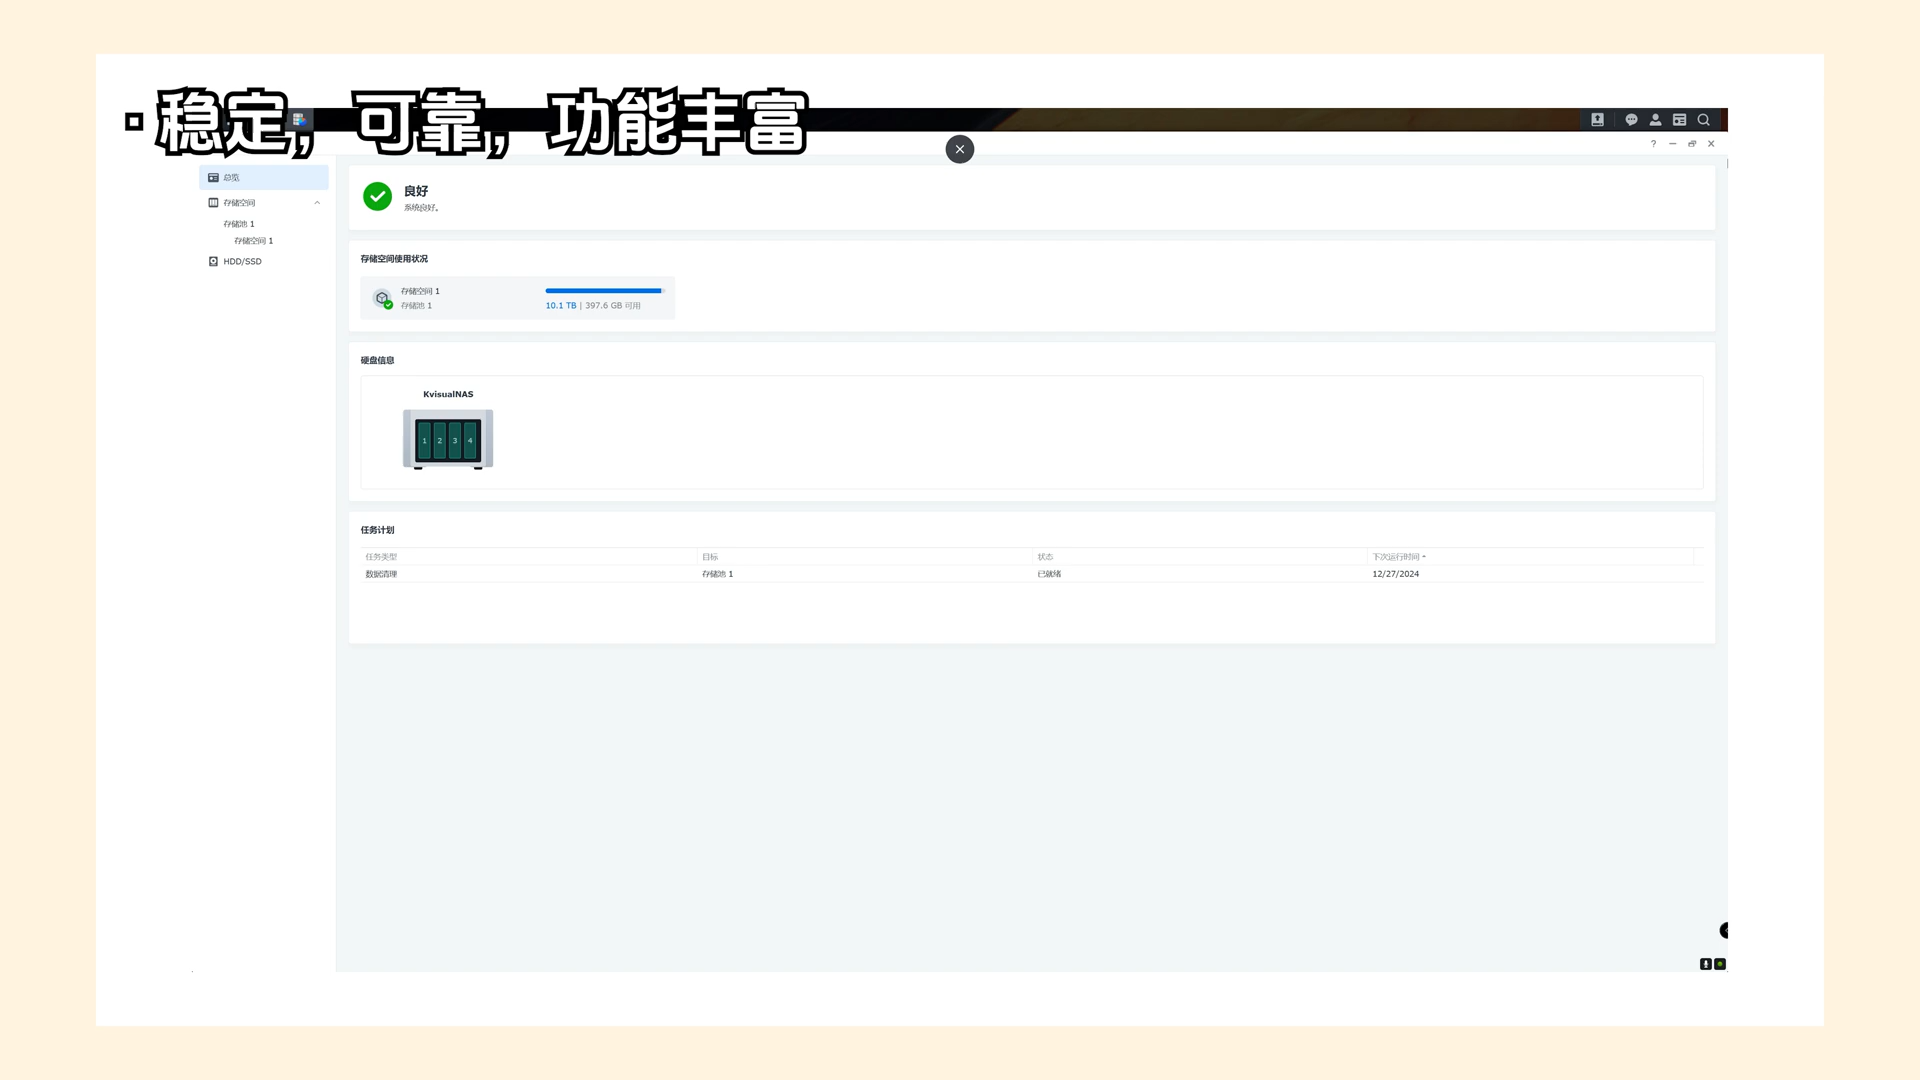 ▪稳定，可靠，功能丰富
总览
存储空间
存储池 1
存储空间 1
HDD/SSD
良好
系统良好。
存储空间使用状况
存储空间 1
存储池 1
10.1 TB | 397.6 GB 可用
硬盘信息
KvisualNAS
1 2 3 4
任务计划
任务类型 目标 状态 下次运行时间
数据清理 存储池 1 已就绪 12/27/2024